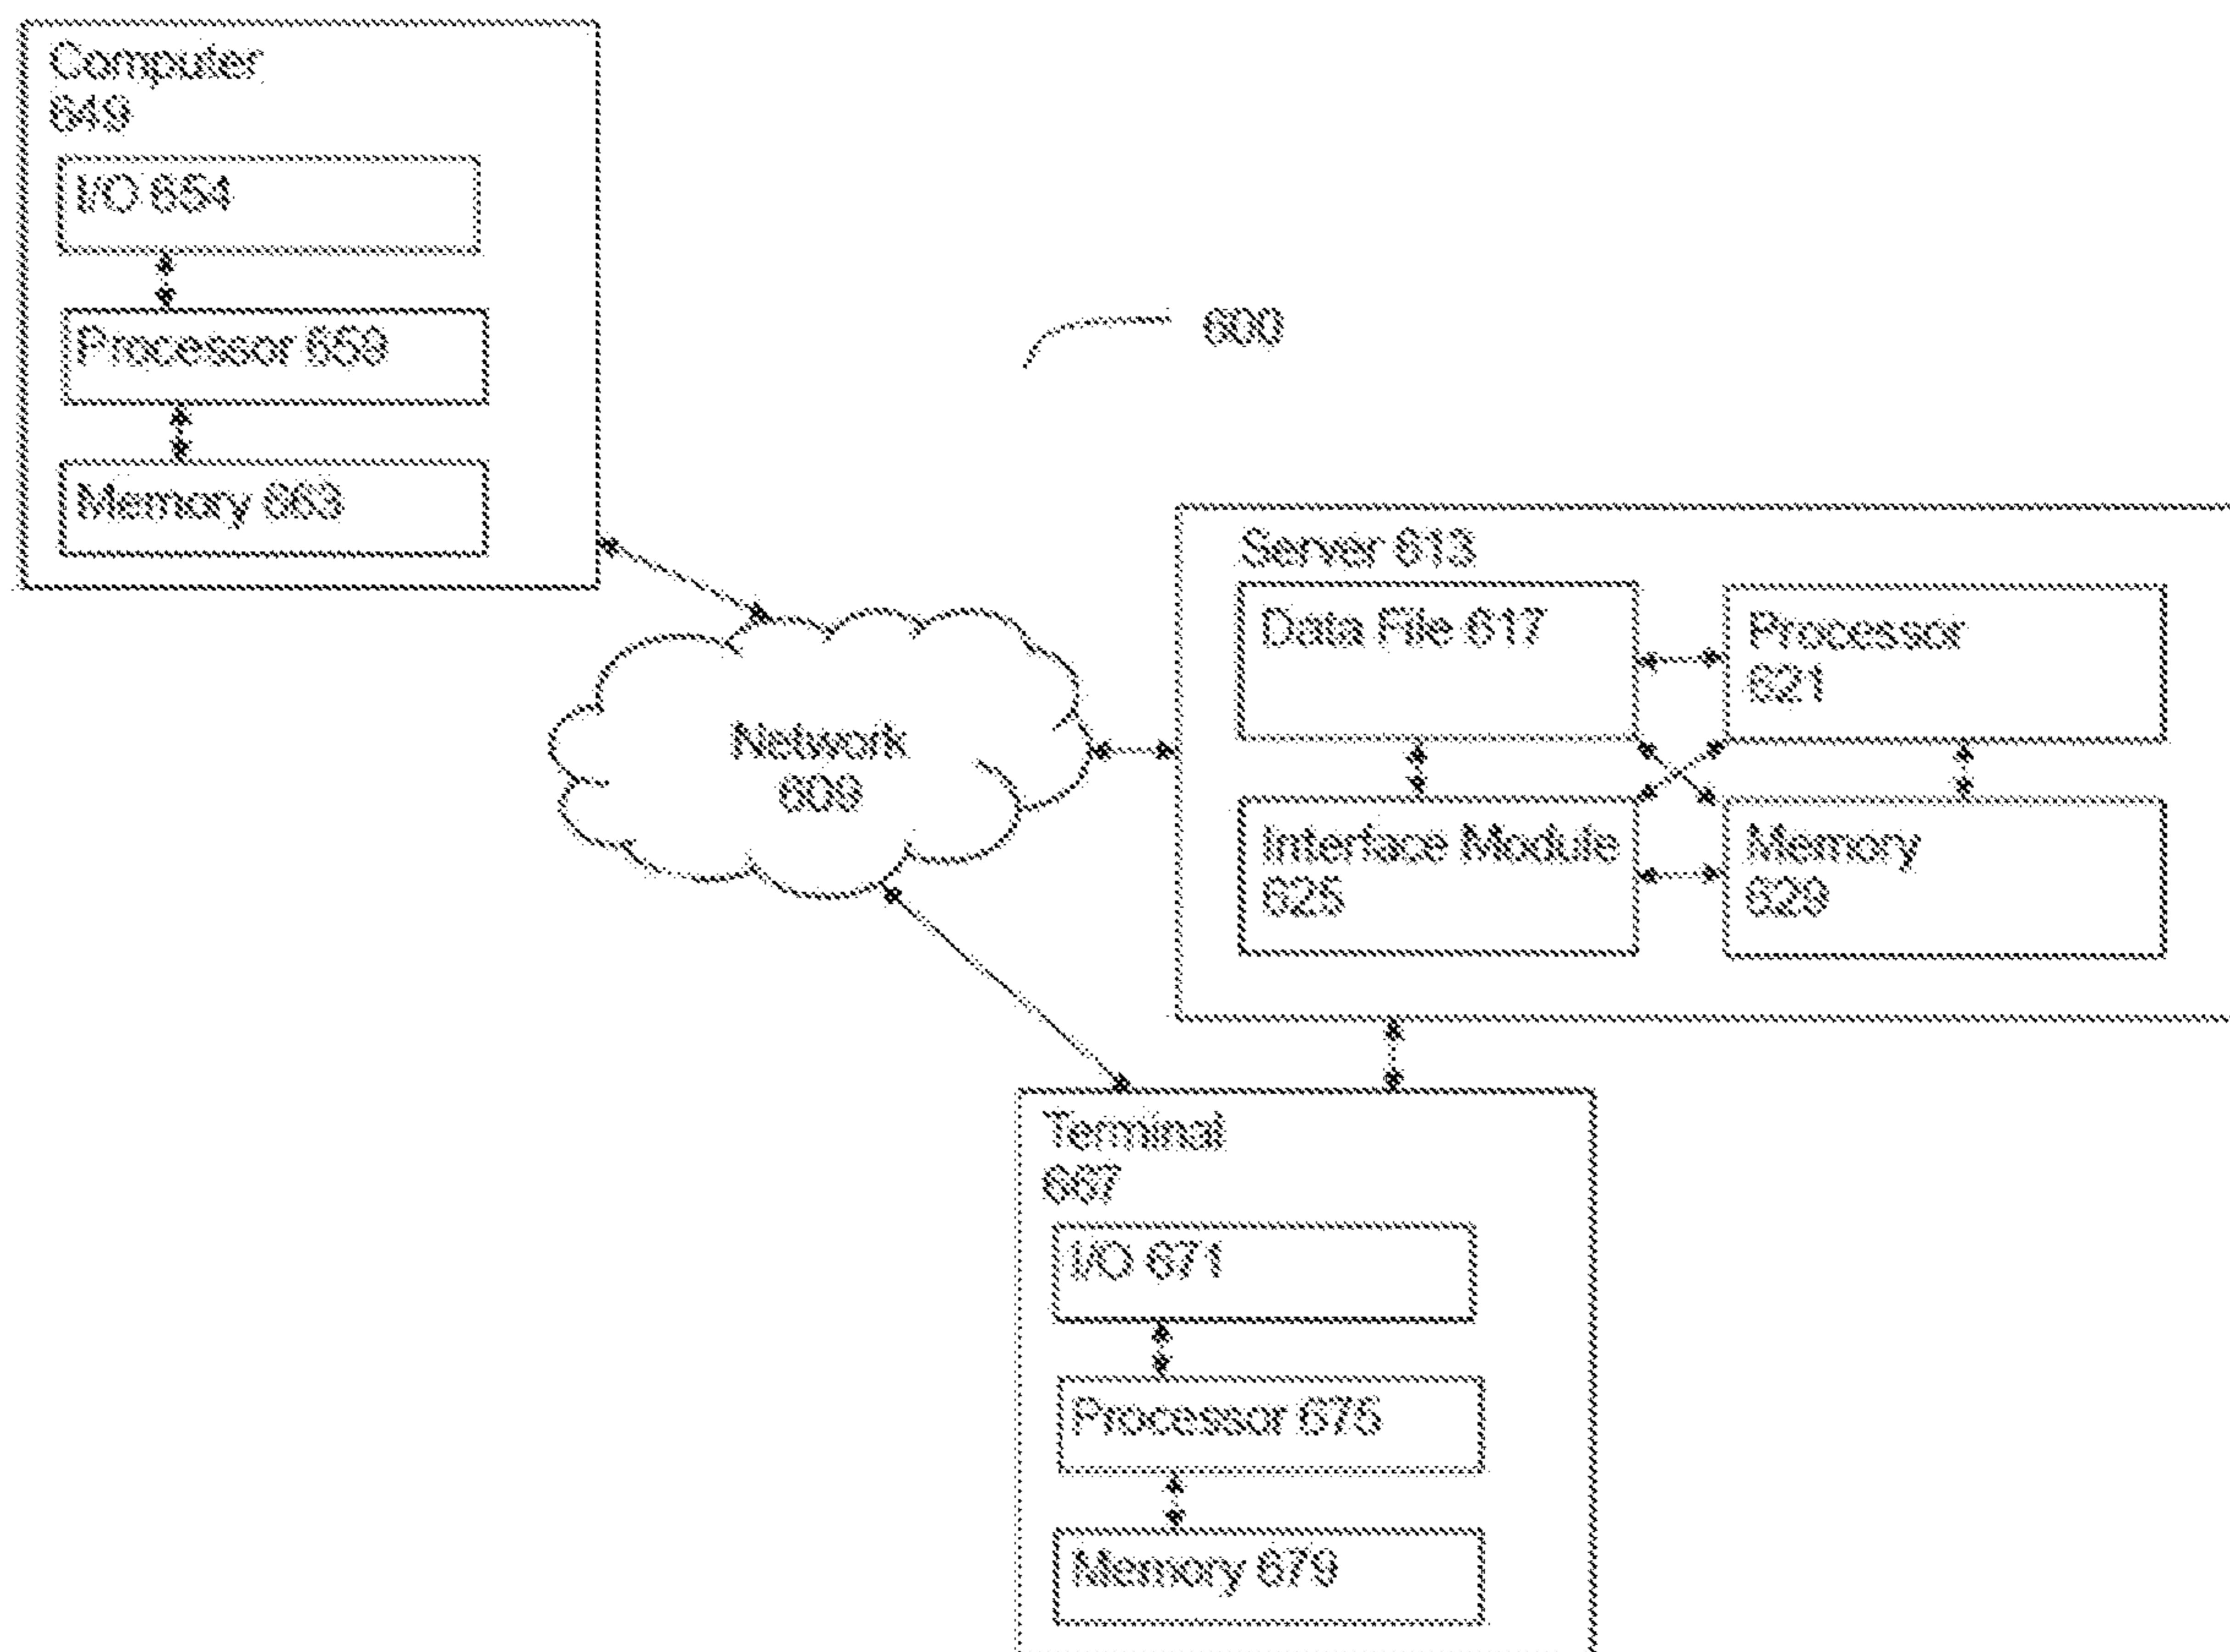 Computer
649
I/O 654
Processor 659
Memory 663
600
Server 613
Data File 617
Processor
621
Network
609
Interface Module
625
Memory
629
Terminal
667
I/O 671
Processor 675
Memory 679